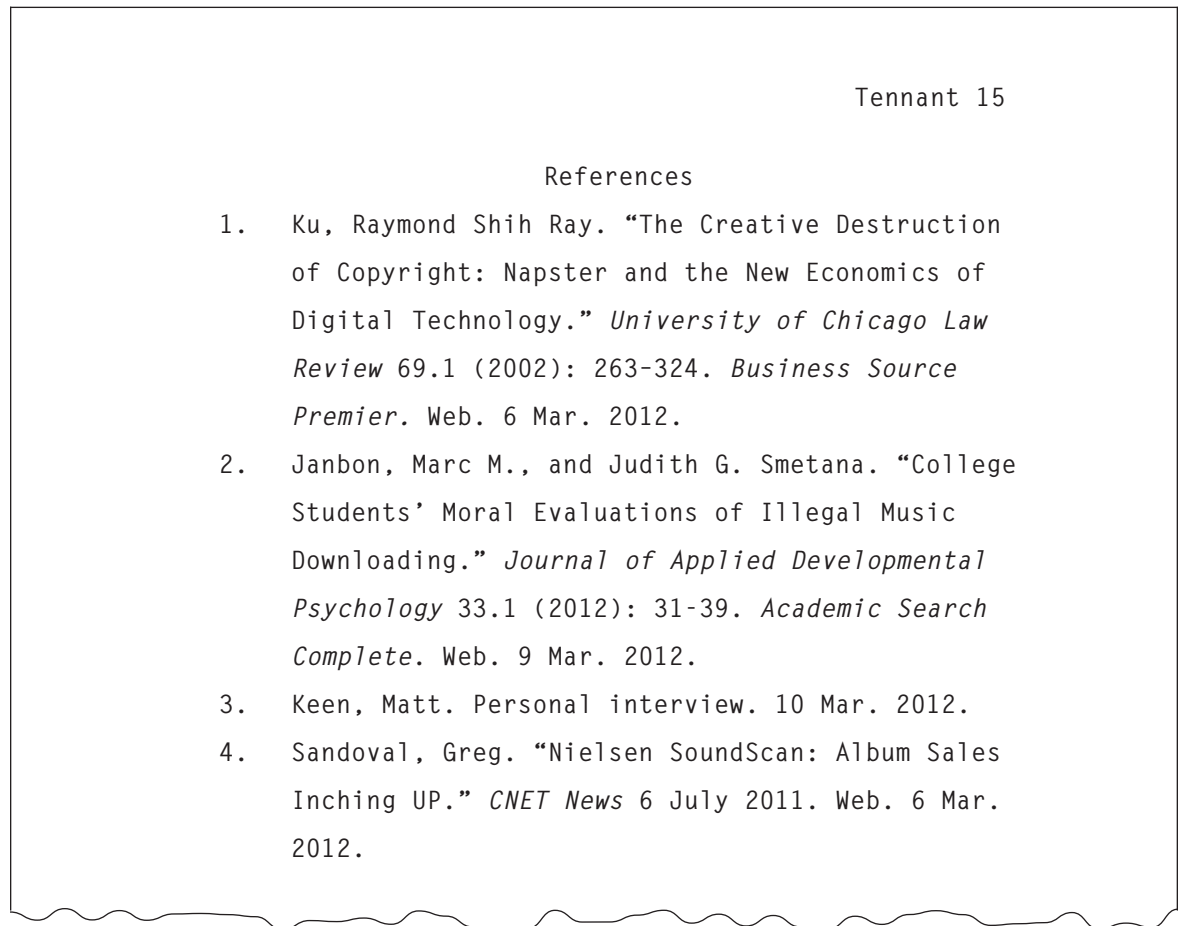 Tennant 15
References
1. Ku, Raymond Shih Ray. “The Creative Destruction
of Copyright: Napster and the New Economics of
Digital Technology.” University of Chicago Law
Review 69.1 (2002): 263–324. Business Source
Premier. Web. 6 Mar. 2012.
2. Janbon, Marc M., and Judith G. Smetana. “College
Students’ Moral Evaluations of Illegal Music
Downloading.” Journal of Applied Developmental
Psychology 33.1 (2012): 31-39. Academic Search
Complete. Web. 9 Mar. 2012.
3. Keen, Matt. Personal interview. 10 Mar. 2012.
4. Sandoval, Greg. “Nielsen SoundScan: Album Sales
Inching UP.” CNET News 6 July 2011. Web. 6 Mar.
2012.